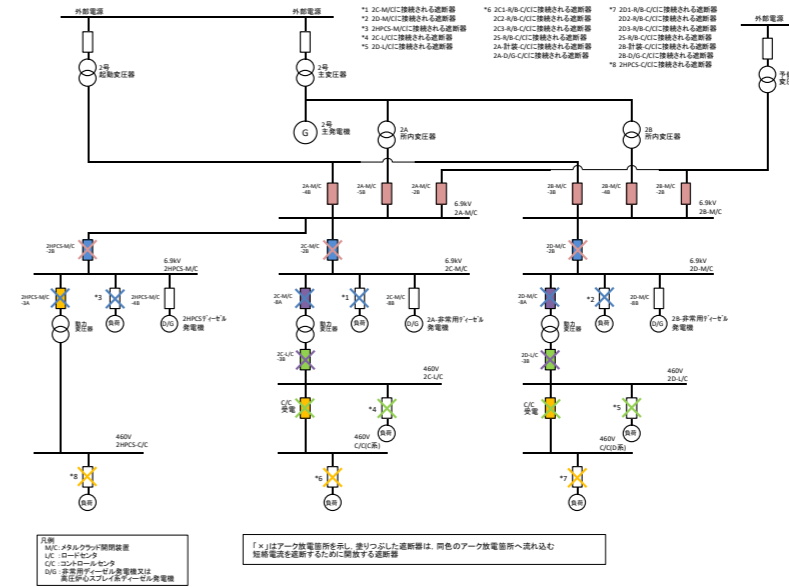 外部電源
外部電源
*1 2C-M/Cに接続される遮断器
*2 2D-M/Cに接続される遮断器
*3 2HPCS-M/Cに接続される遮断器
*4 2C-L/Cに接続される遮断器
*5 2D-L/Cに接続される遮断器
*6 2C1-R/B-C/Cに接続される遮断器
2C2-R/B-C/Cに接続される遮断器
2C3-R/B-C/Cに接続される遮断器
2S-R/B-C/Cに接続される遮断器
2A-計装-C/Cに接続される遮断器
2A-D/G-C/Cに接続される遮断器
*7 2D1-R/B-C/Cに接続される遮断器
2D2-R/B-C/Cに接続される遮断器
2D3-R/B-C/Cに接続される遮断器
2S-R/B-C/Cに接続される遮断器
2B-計装-C/Cに接続される遮断器
2B-D/G-C/Cに接続される遮断器
*8 2HPCS-C/Cに接続される遮断器
外部電源
2号
起動変圧器
2号
主変圧器
G
2号
主発電機
2A
所内変圧器
2B
所内変圧器
2A-M/C
-3B
2A-M/C
-5B
2A-M/C
-2B
6.9kV
2A-M/C
2B-M/C
-3B
2B-M/C
-4B
2B-M/C
-2B
6.9kV
2B-M/C
2HPCS-M/C
-2B
2C-M/C
-2B
2D-M/C
-2B
6.9kV
2HPCS-M/C
6.9kV
2C-M/C
6.9kV
2D-M/C
2HPCS-M/C
-3A
*3
2HPCS-M/C
-4B
2C-M/C
-8A
*1
2C-M/C
-8B
2D-M/C
-8A
*2
2D-M/C
-8B
動力
変圧器
負荷
D/G
2HPCSディーゼル
発電機
動力
変圧器
負荷
D/G
2A-非常用ディーゼル
発電機
動力
変圧器
負荷
D/G
2B-非常用ディーゼル
発電機
2C-L/C
-3B
2D-L/C
-3B
460V
2C-L/C
460V
2D-L/C
C/C
受電
*4
負荷
C/C
受電
*5
負荷
460V
2HPCS-C/C
460V
C/C(C系)
460V
C/C(D系)
*8
負荷
*6
負荷
*7
負荷
凡例
M/C:メタルクラッド開閉装置
L/C :ロードセンタ
C/C:コントロールセンタ
D/G :非常用ディーゼル発電機又は
高圧炉心スプレイ系ディーゼル発電機
「×」はアーク放電箇所を示し、塗りつぶした遮断器は、同色のアーク放電箇所へ流れ込む
短絡電流を遮断するために開放する遮断器